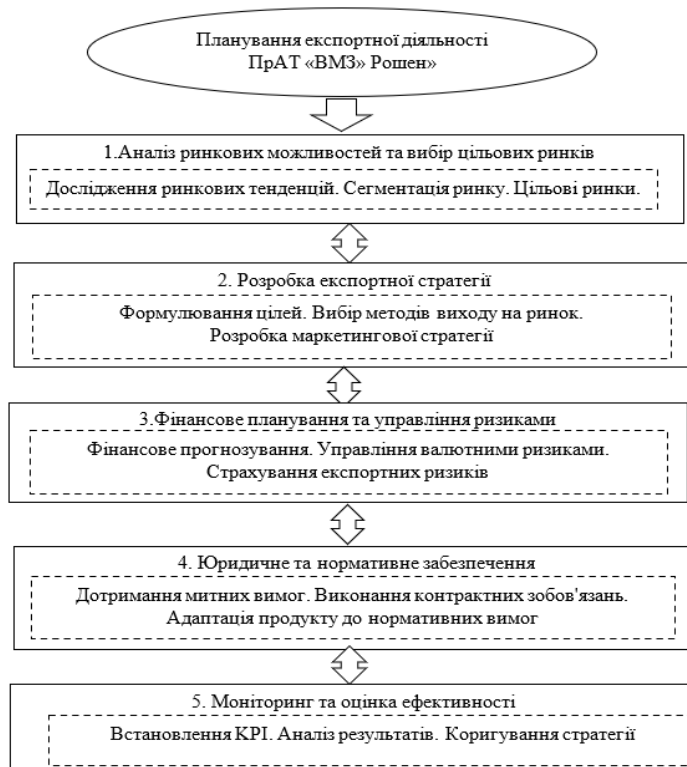 Планування експортної діяльності
ПрАТ «ВМЗ» Рошен»
1.Аналіз ринкових можливостей та вибір цільових ринків
Дослідження ринкових тенденцій. Сегментація ринку. Цільові ринки.
2. Розробка експортної стратегії
Формулювання цілей. Вибір методів виходу на ринок.
Розробка маркетингової стратегії
3.Фінансове планування та управління ризиками
Фінансове прогнозування. Управління валютними ризиками.
Страхування експортних ризиків
4. Юридичне та нормативне забезпечення
Дотримання митних вимог. Виконання контрактних зобов'язань.
Адаптація продукту до нормативних вимог
5. Моніторинг та оцінка ефективності
Встановлення KPI. Аналіз результатів. Коригування стратегії